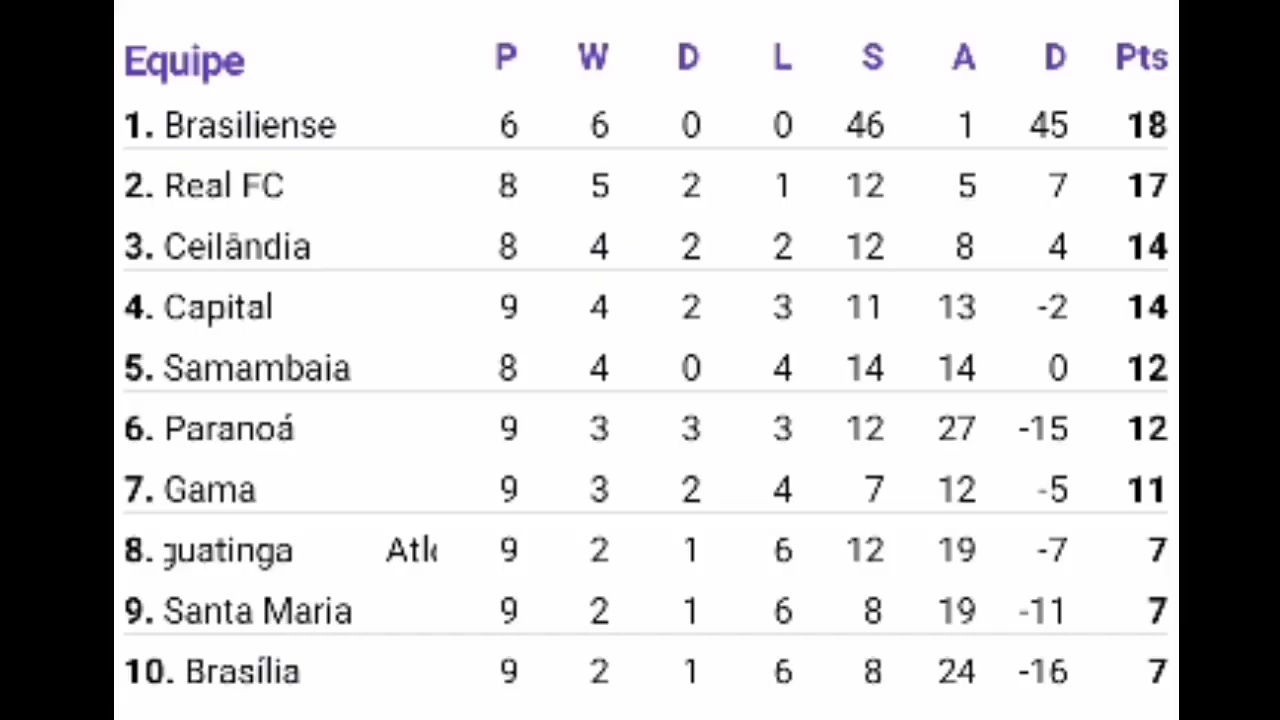 Equipe P W D L S A D Pts
1. Brasiliense 6 6 0 0 46 1 45 18
2. Real FC 8 5 2 1 12 5 7 17
3. Ceilândia 8 4 2 2 12 8 4 14
4. Capital 9 4 2 3 11 13 -2 14
5. Samambaia 8 4 0 4 14 14 0 12
6. Paranoá 9 3 3 3 12 27 -15 12
7. Gama 9 3 2 4 7 12 -5 11
8. guatinga Atl 9 2 1 6 12 19 -7 7
9. Santa Maria 9 2 1 6 8 19 -11 7
10. Brasília 9 2 1 6 8 24 -16 7